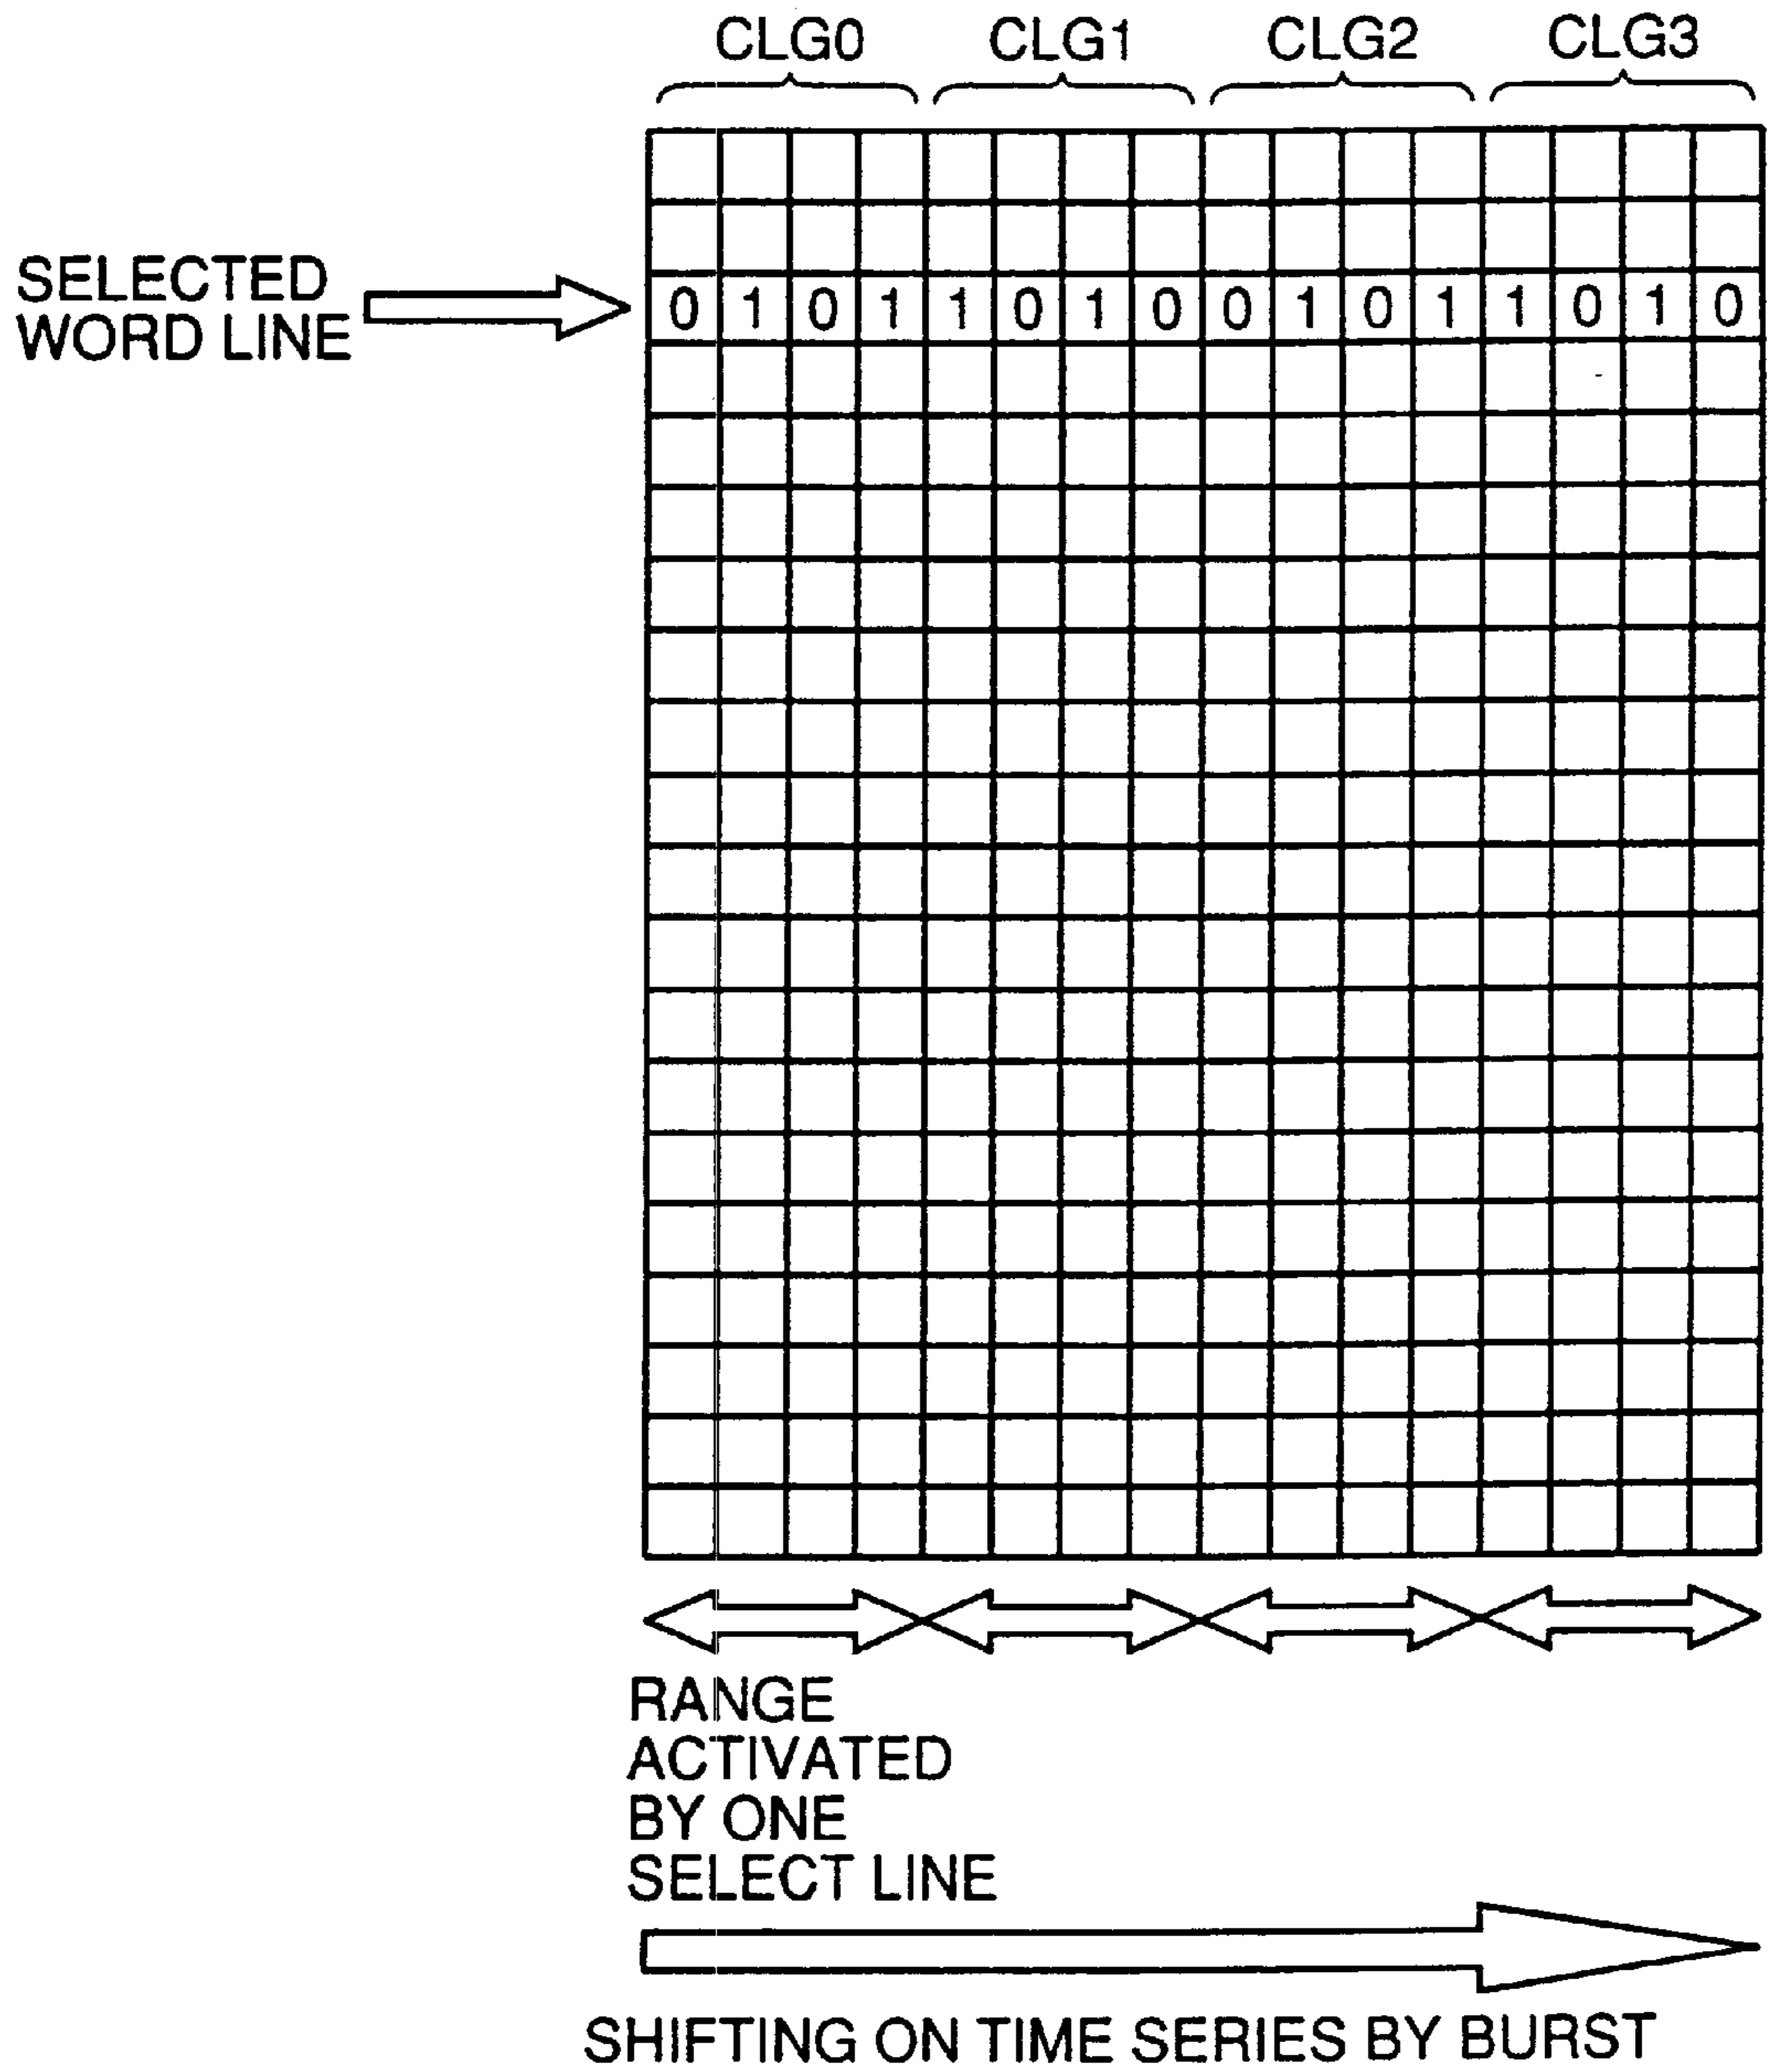 CLG0 CLG1 CLG2 CLG3
SELECTED
WORD LINE
0 1 0 1 1 0 1 0 0 1 0 1 1 0 1 0
RANGE
ACTIVATED
BY ONE
SELECT LINE
SHIFTING ON TIME SERIES BY BURST